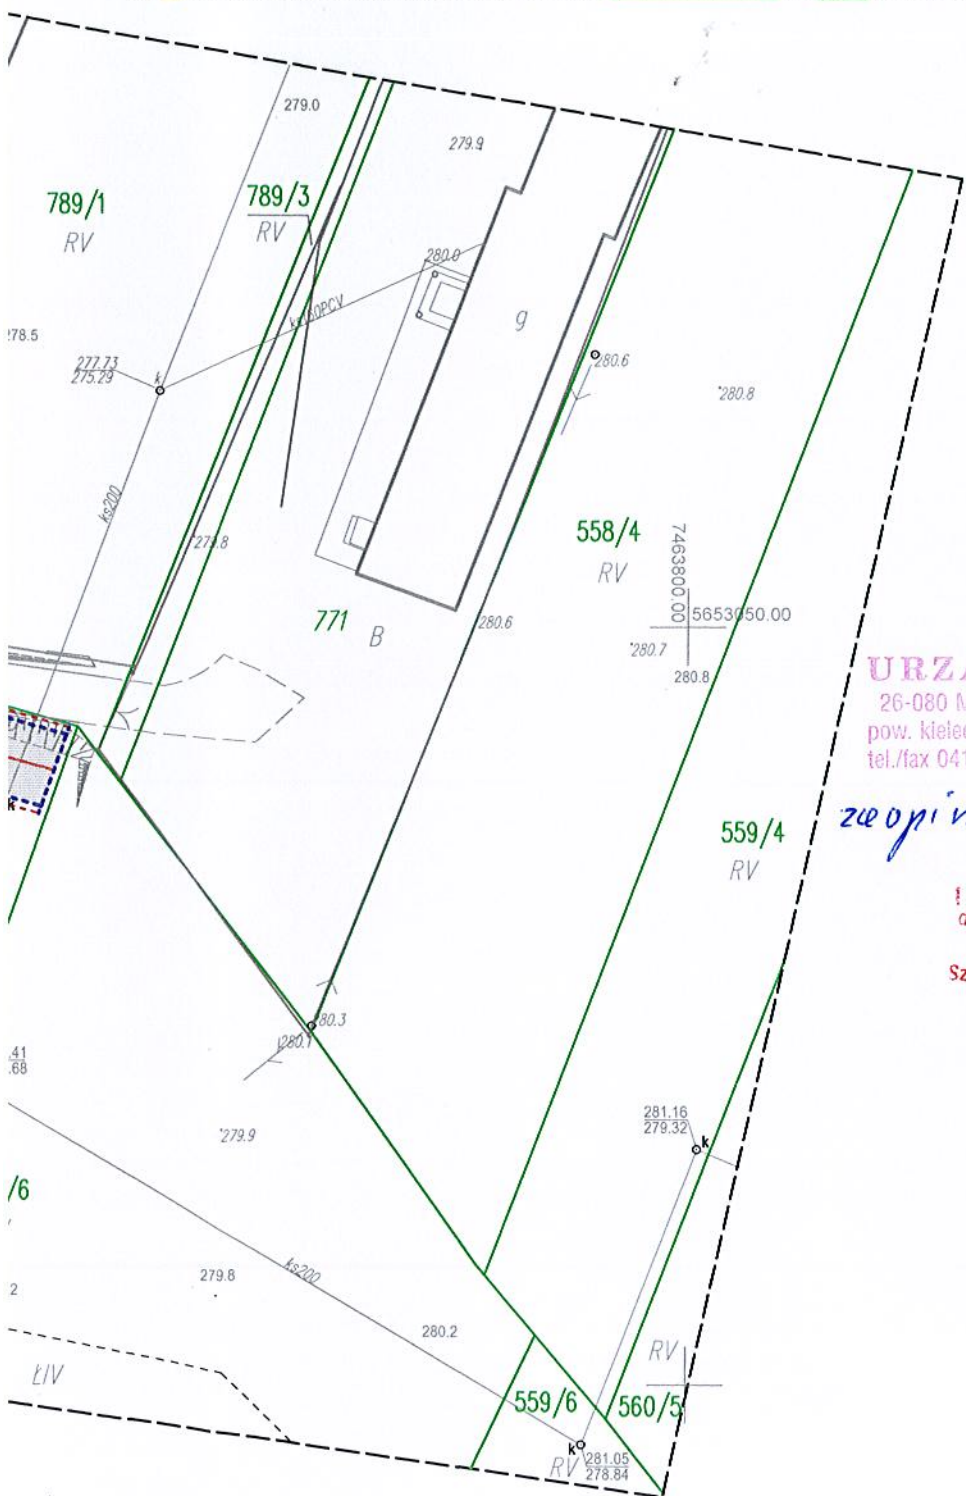 279.0
279.9
789/1
RV
789/3
RV
280.0
ks160PCV
g
278.5
277.73
275.29
k
280.6
280.8
ks200
279.8
558/4
RV
7463800.00
5653050.00
771
B
280.6
280.7
280.8
URZ
26-080 M
pow. kielec
tel./fax 041
k
559/4
RV
zaopin
Sz
280.3
280.1
.41
.68
279.9
281.16
279.32
k
/6
ks200
279.8
2
280.2
ŁIV
RV
559/6
560/5
k
RV
281.05
278.84